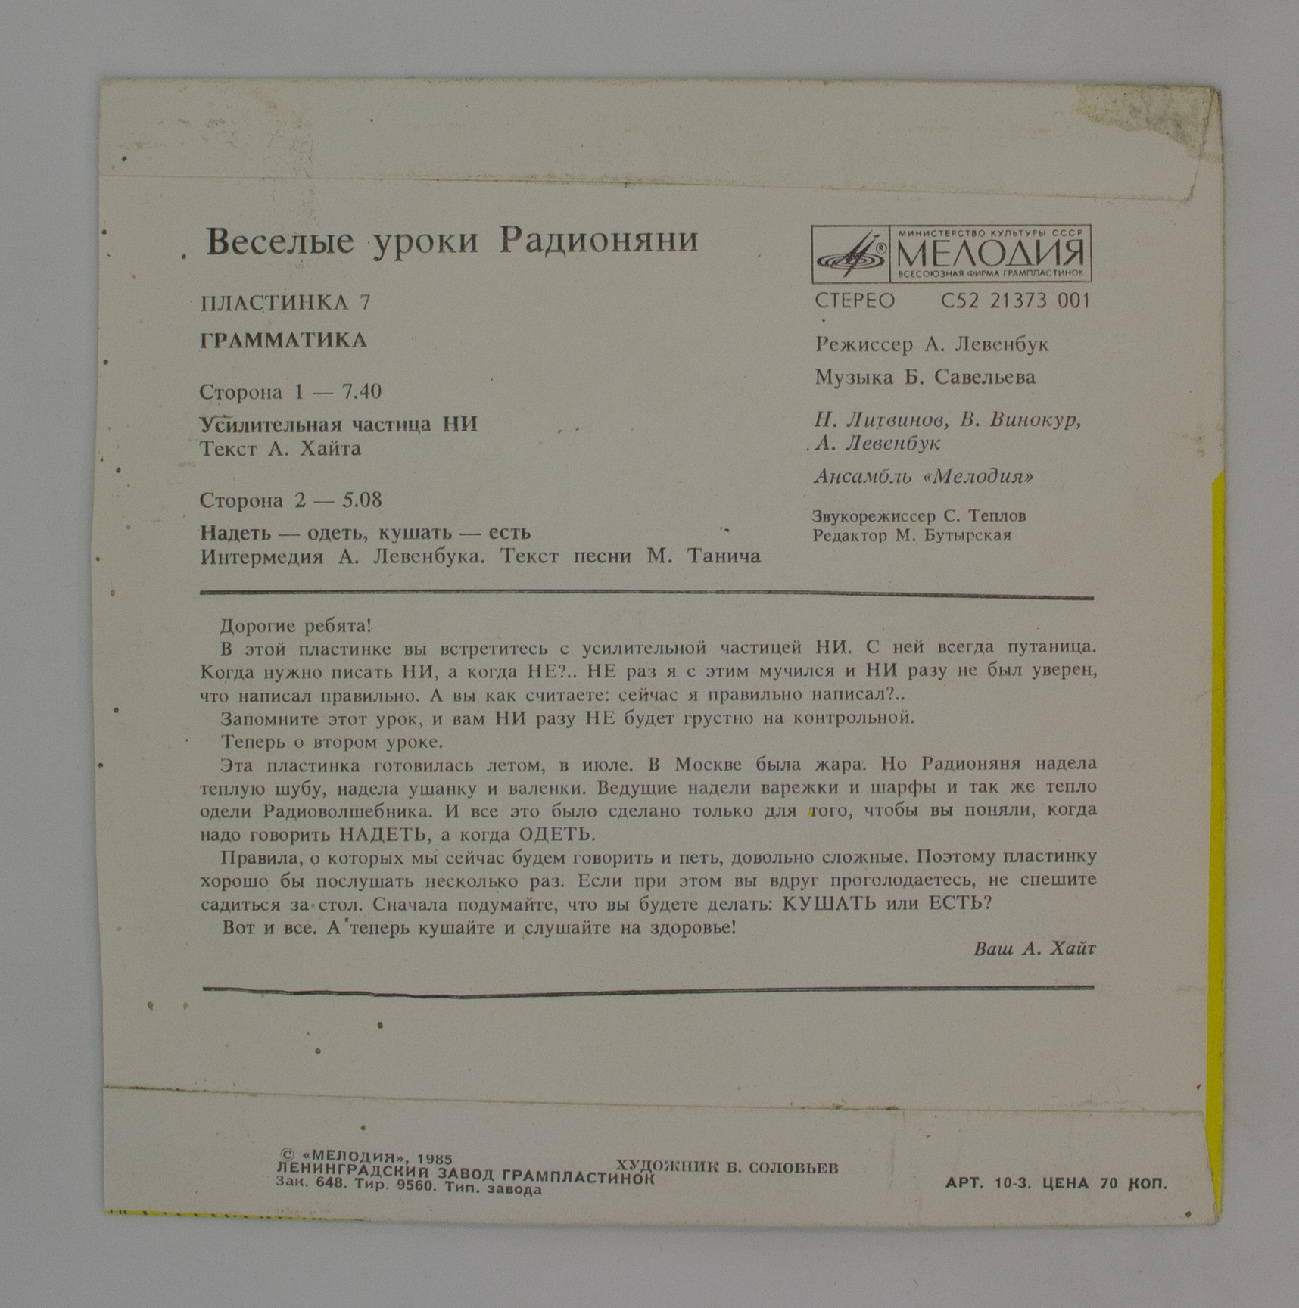 Веселые уроки Радионяни
ПЛАСТИНКА 7
ГРАММАТИКА
Сторона 1 — 7.40
Усилительная частица НИ
Текст А. Хайта
Сторона 2 — 5.08
Надеть — одеть, кушать — есть
Интермедия А. Левенбука. Текст песни М. Танича
МИНИСТЕРСТВО КУЛЬТУРЫ СССР
МЕЛОДИЯ
ВСЕСОЮЗНАЯ ФИРМА ГРАМПЛАСТИНОК
СТЕРЕО С52 21373 001
Режиссер А. Левенбук
Музыка Б. Савельева
Н. Литвинов, В. Винокур,
А. Левенбук
Ансамбль «Мелодия»
Звукорежиссер С. Теплов
Редактор М. Бутырская
Дорогие ребята!
В этой пластинке вы встретитесь с усилительной частицей НИ. С ней всегда путаница.
Когда нужно писать НИ, а когда НЕ?.. НЕ раз я с этим мучился и НИ разу не был уверен,
что написал правильно. А вы как считаете: сейчас я правильно написал?..
Запомните этот урок, и вам НИ разу НЕ будет грустно на контрольной.
Теперь о втором уроке.
Эта пластинка готовилась летом, в июле. В Москве была жара. Но Радионяня надела
теплую шубу, надела ушанку и валенки. Ведущие надели варежки и шарфы и так же тепло
одели Радиоволшебника. И все это было сделано только для того, чтобы вы поняли, когда
надо говорить НАДЕТЬ, а когда ОДЕТЬ.
Правила, о которых мы сейчас будем говорить и петь, довольно сложные. Поэтому пластинку
хорошо бы послушать несколько раз. Если при этом вы вдруг проголодаетесь, не спешите
садиться за стол. Сначала подумайте, что вы будете делать: КУШАТЬ или ЕСТЬ?
Вот и все. А теперь кушайте и слушайте на здоровье!
Ваш А. Хайт
© «МЕЛОДИЯ», 1985
ЛЕНИНГРАДСКИЙ ЗАВОД ГРАМПЛАСТИНОК
Зак. 648. Тир. 9560. Тип. завода
ХУДОЖНИК В. СОЛОВЬЕВ
АРТ. 10-3. ЦЕНА 70 КОП.